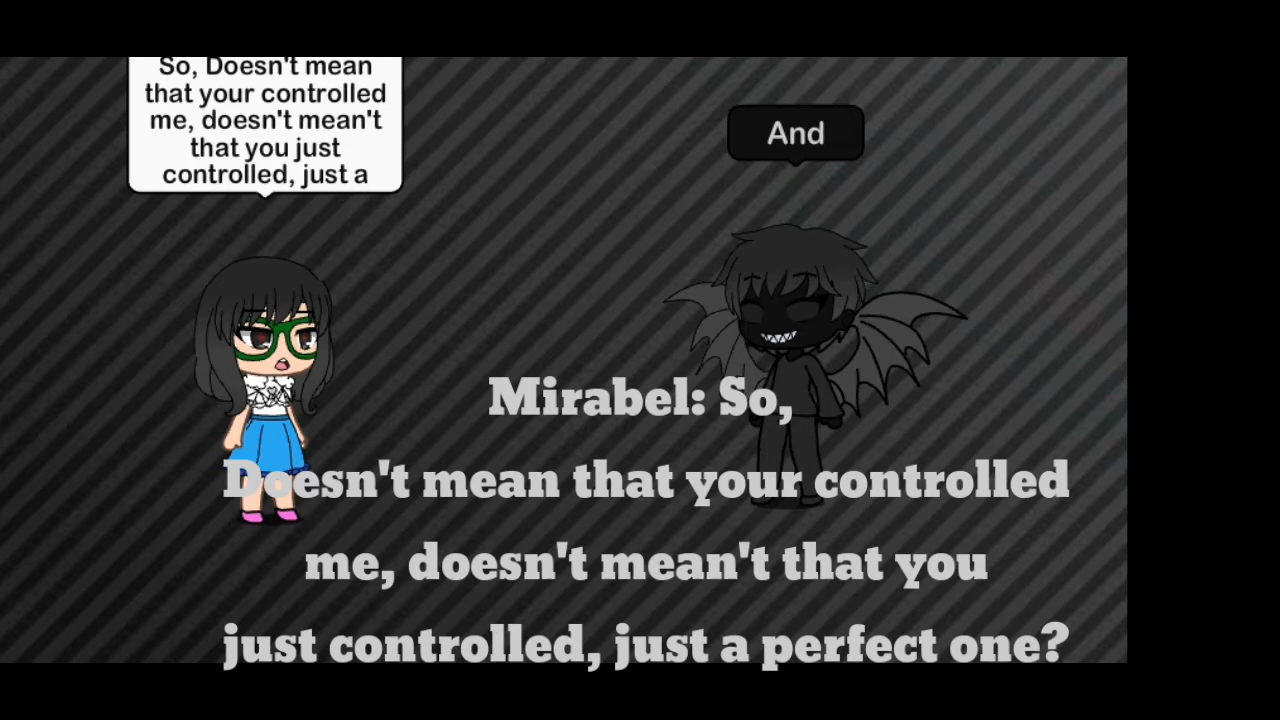 So, Doesn't mean
that your controlled
me, doesn't mean't
that you just
controlled, just a
And
Mirabel: So,
Doesn't mean that your controlled
me, doesn't mean't that you
just controlled, just a perfect one?